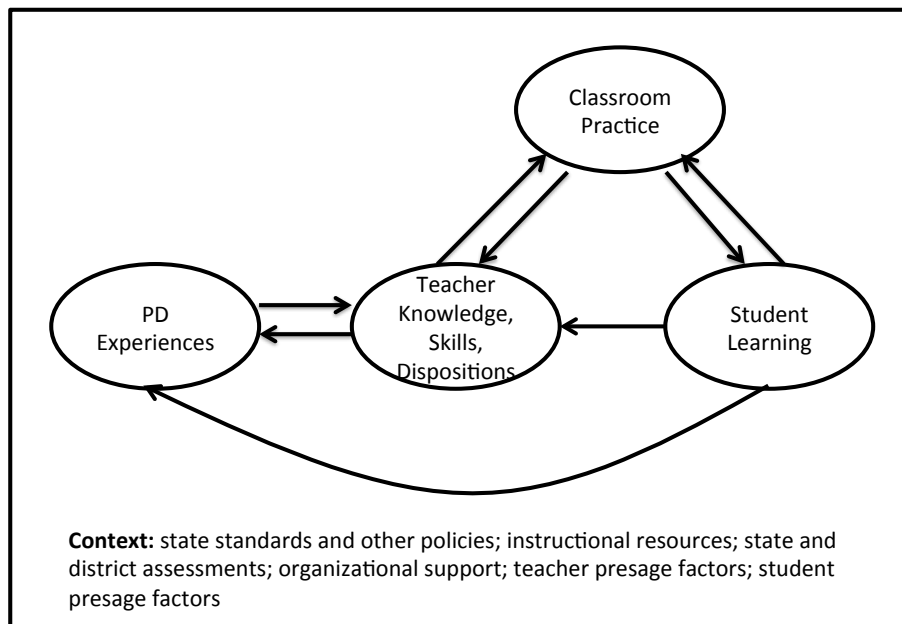 Classroom
Practice
PD
Experiences
Teacher
Knowledge,
Skills,
Dispositions
Student
Learning
Context: state standards and other policies; instructional resources; state and
district assessments; organizational support; teacher presage factors; student
presage factors